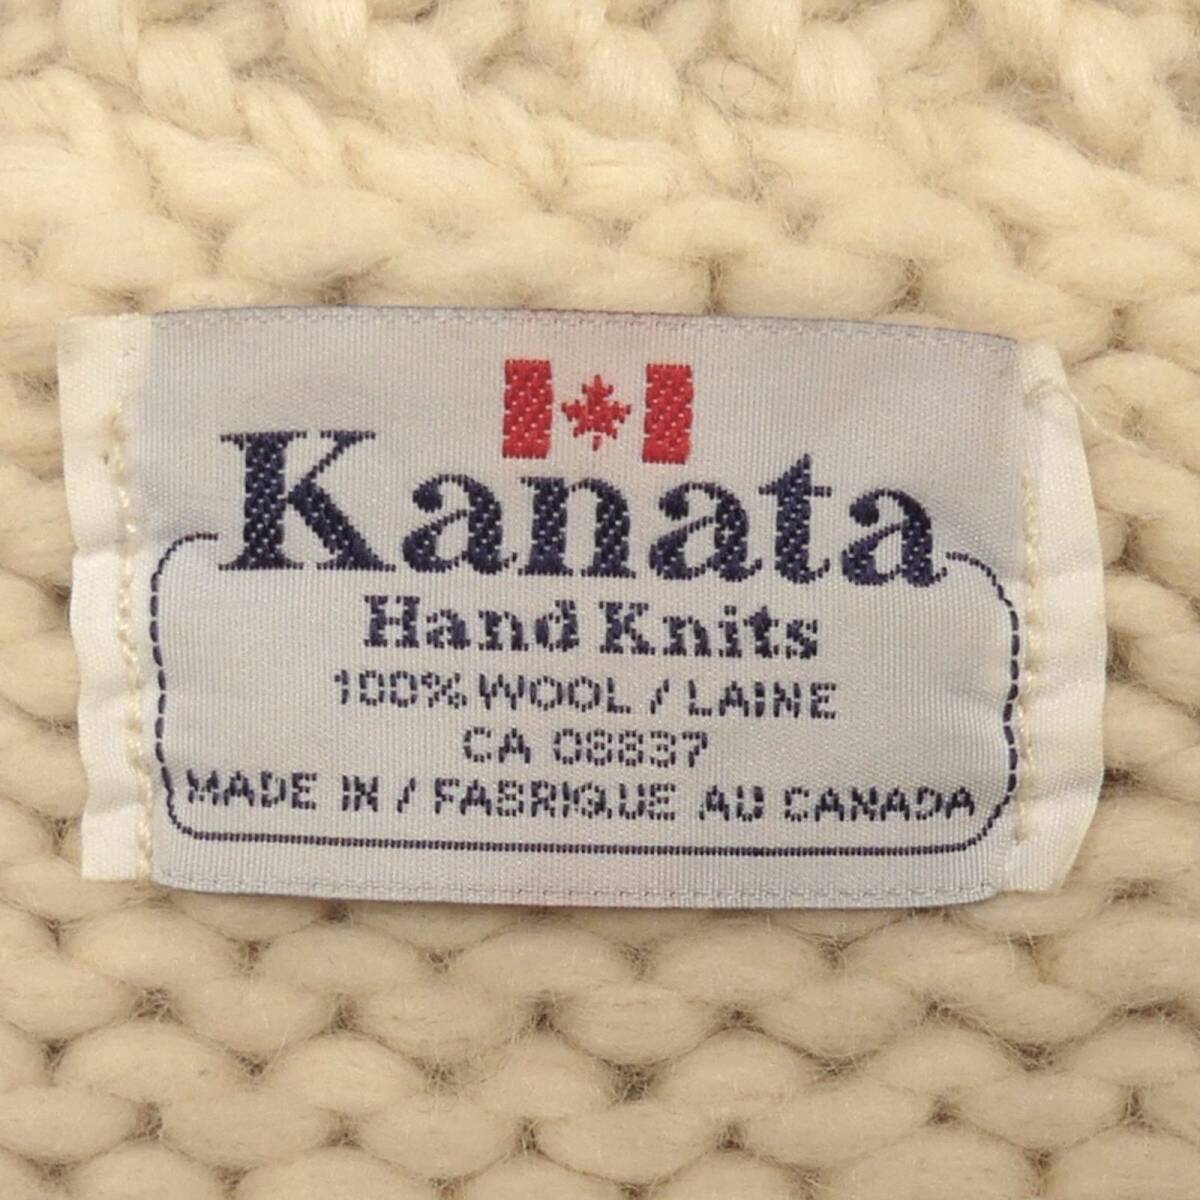 Kanata
Hand Knits
100% WOOL / LAINE
CA 08837
MADE IN / FABRIQUE AU CANADA